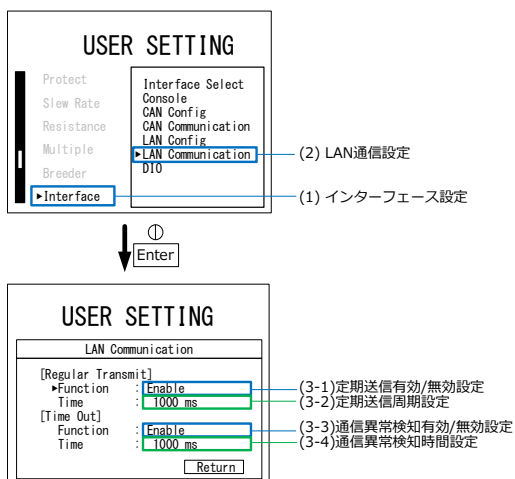 USER SETTING
Protect
Slew Rate
Resistance
Multiple
Breeder
▶Interface
Interface Select
Console
CAN Config
CAN Communication
LAN Config
▶LAN Communication
DIO
(2) LAN通信設定
(1) インターフェース設定
Enter
USER SETTING
LAN Communication
[Regular Transmit]
▶Function : Enable
Time : 1000 ms
[Time Out]
Function : Enable
Time : 1000 ms
Return
(3-1)定期送信有効/無効設定
(3-2)定期送信周期設定
(3-3)通信異常検知有効/無効設定
(3-4)通信異常検知時間設定